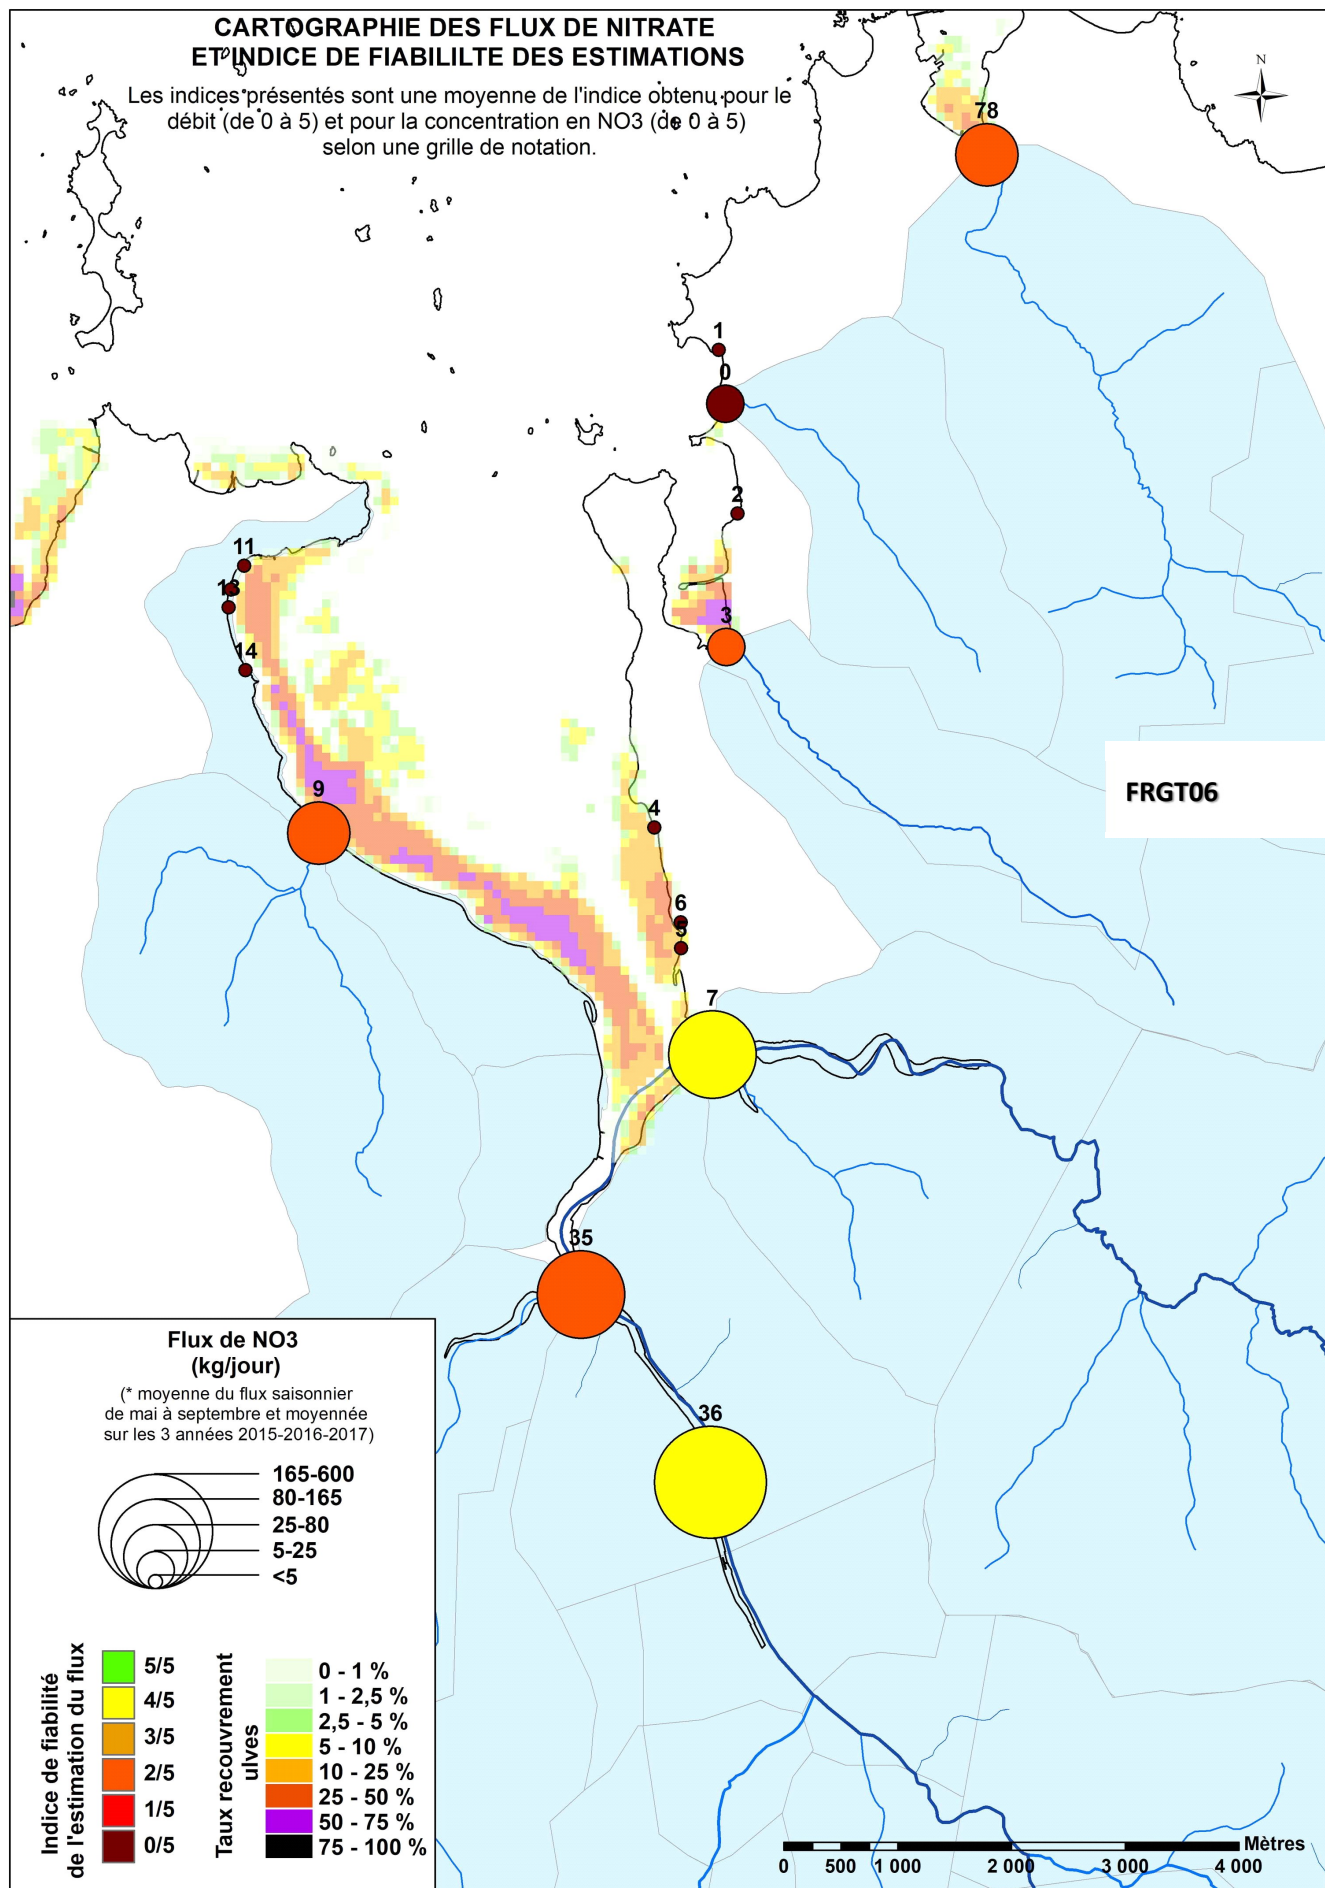 CARTOGRAPHIE DES FLUX DE NITRATE
ET INDICE DE FIABILILTE DES ESTIMATIONS
Les indices présentés sont une moyenne de l'indice obtenu pour le
débit (de 0 à 5) et pour la concentration en NO3 (de 0 à 5)
selon une grille de notation.
N
78
1
0
2
11
13
3
14
FRGT06
9
4
6
5
7
35
36
Flux de NO3
(kg/jour)
(* moyenne du flux saisonnier
de mai à septembre et moyennée
sur les 3 années 2015-2016-2017)
165-600
80-165
25-80
5-25
<5
Indice de fiabilité
de l'estimation du flux
5/5
4/5
3/5
2/5
1/5
0/5
Taux recouvrement
ulves
0 - 1 %
1 - 2,5 %
2,5 - 5 %
5 - 10 %
10 - 25 %
25 - 50 %
50 - 75 %
75 - 100 %
Mètres
0 500 1 000 2 000 3 000 4 000